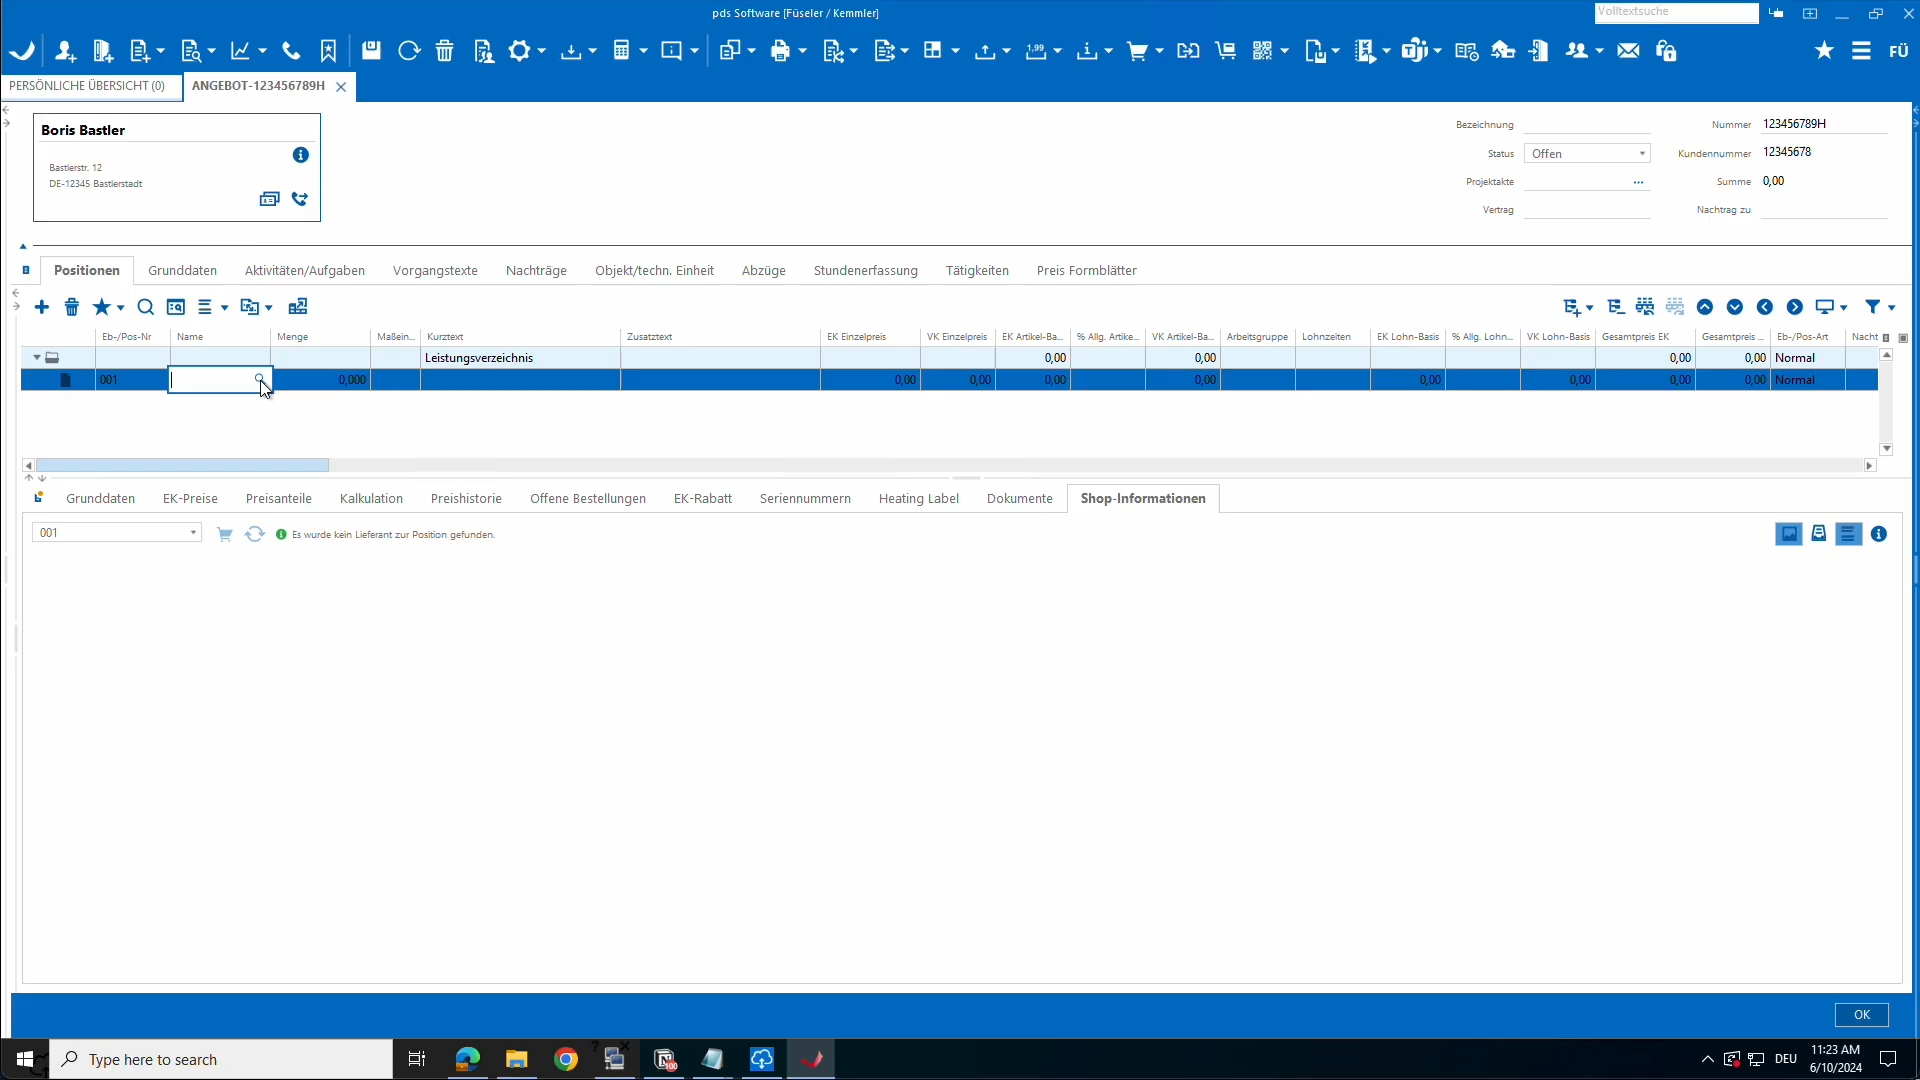 pds Software [Füseler / Kemmler]
Volltextsuche
1,99
FÜ
PERSÖNLICHE ÜBERSICHT (0)
ANGEBOT-123456789H
Boris Bastler
Bastlerstr. 12
DE-12345 Bastlerstadt
Bezeichnung
Nummer 123456789H
Status Offen
Kundennummer 12345678
Projektakte ...
Summe 0,00
Vertrag
Nachtrag zu
Positionen Grunddaten Aktivitäten/Aufgaben Vorgangstexte Nachträge Objekt/techn. Einheit Abzüge Stundenerfassung Tätigkeiten Preis Formblätter
Eb-/Pos-Nr Name Menge Maßein... Kurztext Zusatztext EK Einzelpreis VK Einzelpreis EK Artikel-Ba... % Allg. Artike... VK Artikel-Ba... Arbeitsgruppe Lohnzeiten EK Lohn-Basis % Allg. Lohn... VK Lohn-Basis Gesamtpreis EK Gesamtpreis ... Eb-/Pos-Art Nacht
Leistungsverzeichnis 0,00 0,00 0,00 0,00 Normal
001 0,000 0,00 0,00 0,00 0,00 0,00 0,00 0,00 0,00 Normal
Grunddaten EK-Preise Preisanteile Kalkulation Preishistorie Offene Bestellungen EK-Rabatt Seriennummern Heating Label Dokumente Shop-Informationen
001
Es wurde kein Lieferant zur Position gefunden.
OK
Type here to search
DEU
11:23 AM
6/10/2024